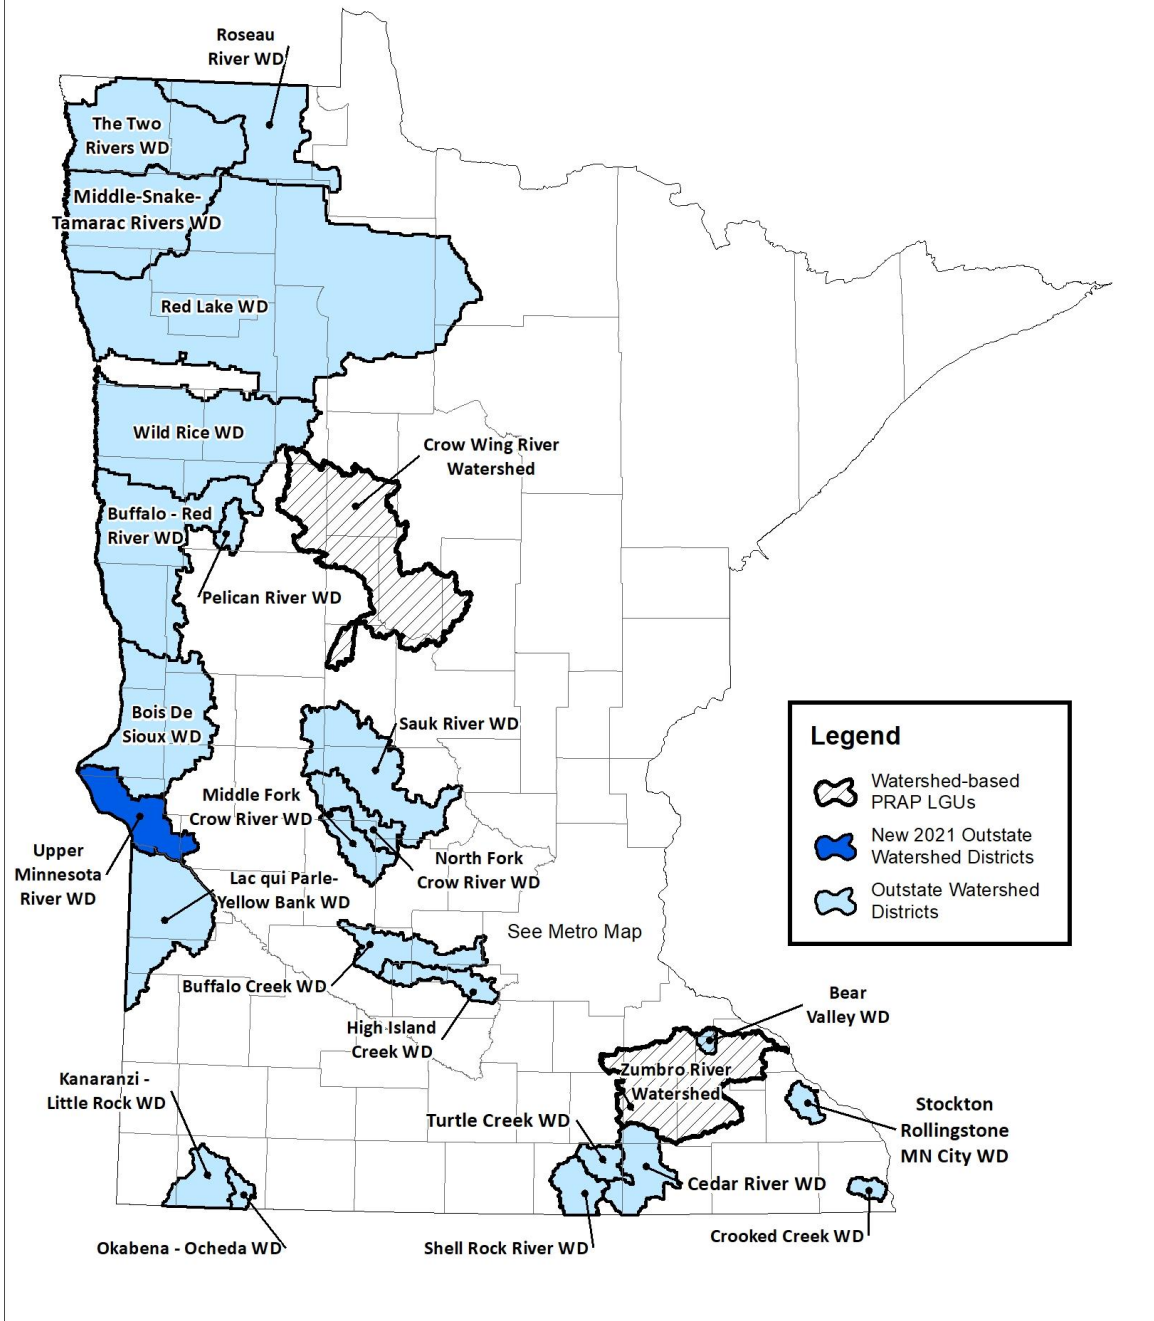 Roseau
River WD
The Two
Rivers WD
Middle-Snake-
Tamarac Rivers WD
Red Lake WD
Wild Rice WD
Crow Wing River
Watershed
Buffalo - Red
River WD
Pelican River WD
Bois De
Sioux WD
Sauk River WD
Legend
Watershed-based
PRAP LGUs
New 2021 Outstate
Watershed Districts
Outstate Watershed
Districts
Middle Fork
Crow River WD
Upper
Minnesota
River WD
North Fork
Crow River WD
Lac qui Parle-
Yellow Bank WD
See Metro Map
Buffalo Creek WD
High Island
Creek WD
Bear
Valley WD
Zumbro River
Watershed
Kanaranzi -
Little Rock WD
Turtle Creek WD
Stockton
Rollingstone
MN City WD
Cedar River WD
Okabena - Ocheda WD
Shell Rock River WD
Crooked Creek WD